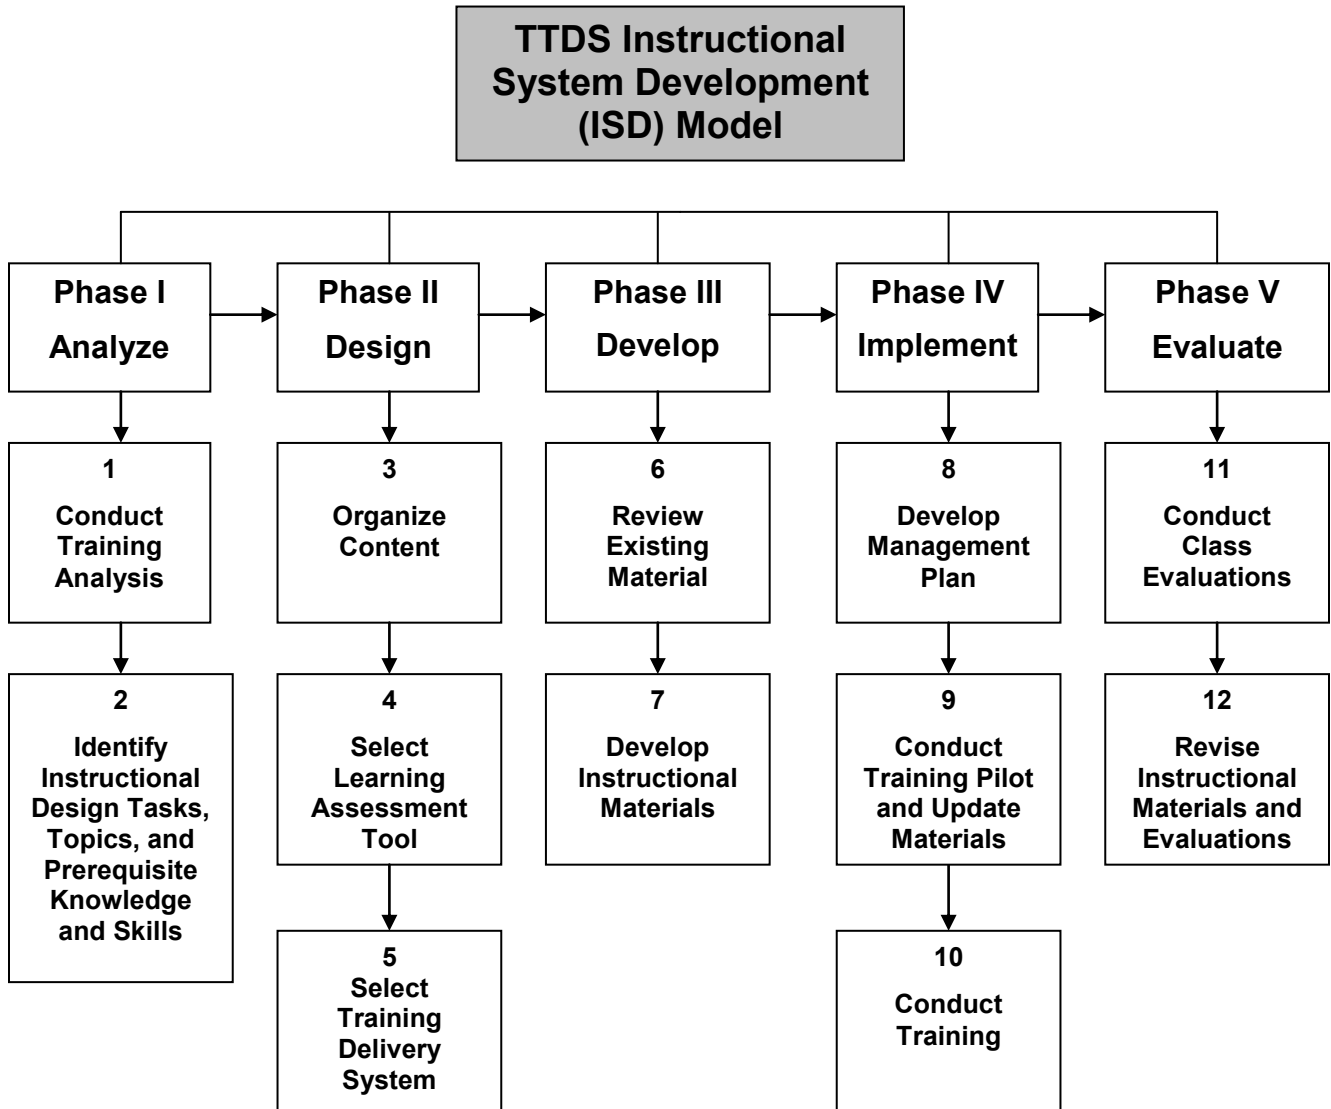 TTDS Instructional
System Development
(ISD) Model
Phase I
Analyze
Phase II
Design
Phase III
Develop
Phase IV
Implement
Phase V
Evaluate
1
Conduct
Training
Analysis
3
Organize
Content
6
Review
Existing
Material
8
Develop
Management
Plan
11
Conduct
Class
Evaluations
2
Identify
Instructional
Design Tasks,
Topics, and
Prerequisite
Knowledge
and Skills
4
Select
Learning
Assessment
Tool
7
Develop
Instructional
Materials
9
Conduct
Training Pilot
and Update
Materials
12
Revise
Instructional
Materials and
Evaluations
5
Select
Training
Delivery
System
10
Conduct
Training